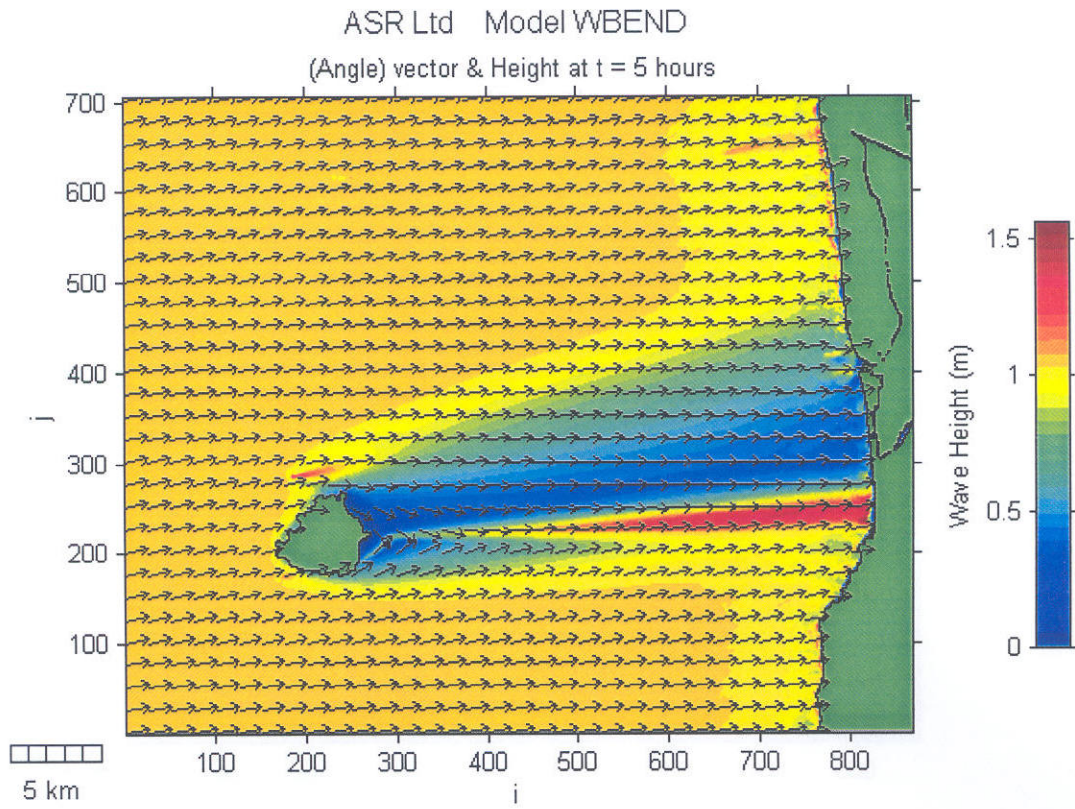 ASR Ltd Model WBEND
(Angle) vector & Height at t = 5 hours
700
600
500
400
300
200
100
j
100 200 300 400 500 600 700 800
i
5 km
1.5
1
0.5
0
Wave Height (m)